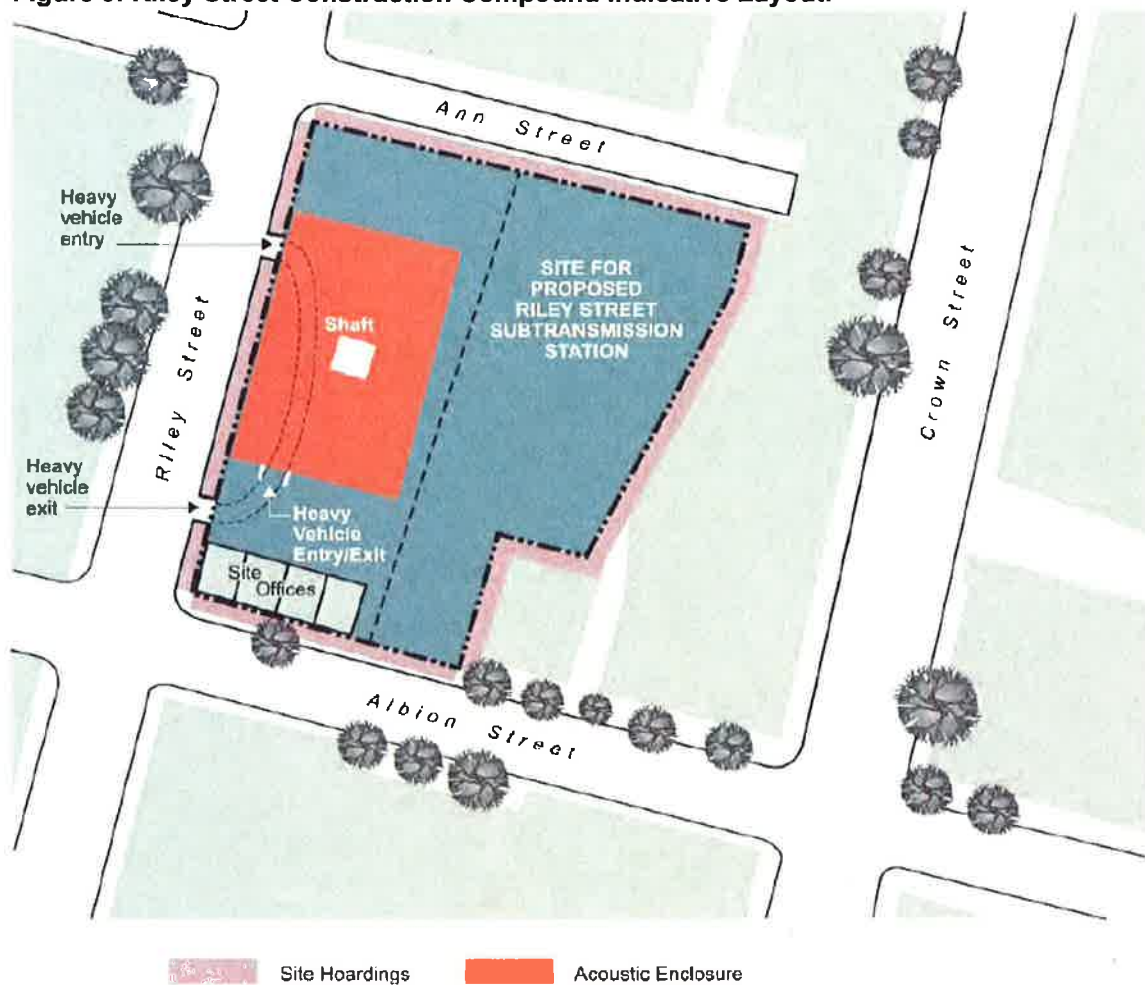 Ann Street
Heavy
vehicle
entry
SITE FOR
PROPOSED
RILEY STREET
SUBTRANSMISSION
STATION
Shaft
Riley Street
Crown Street
Heavy
vehicle
exit
Heavy
Vehicle
Entry/Exit
Site
Offices
Albion Street
Site Hoardings
Acoustic Enclosure